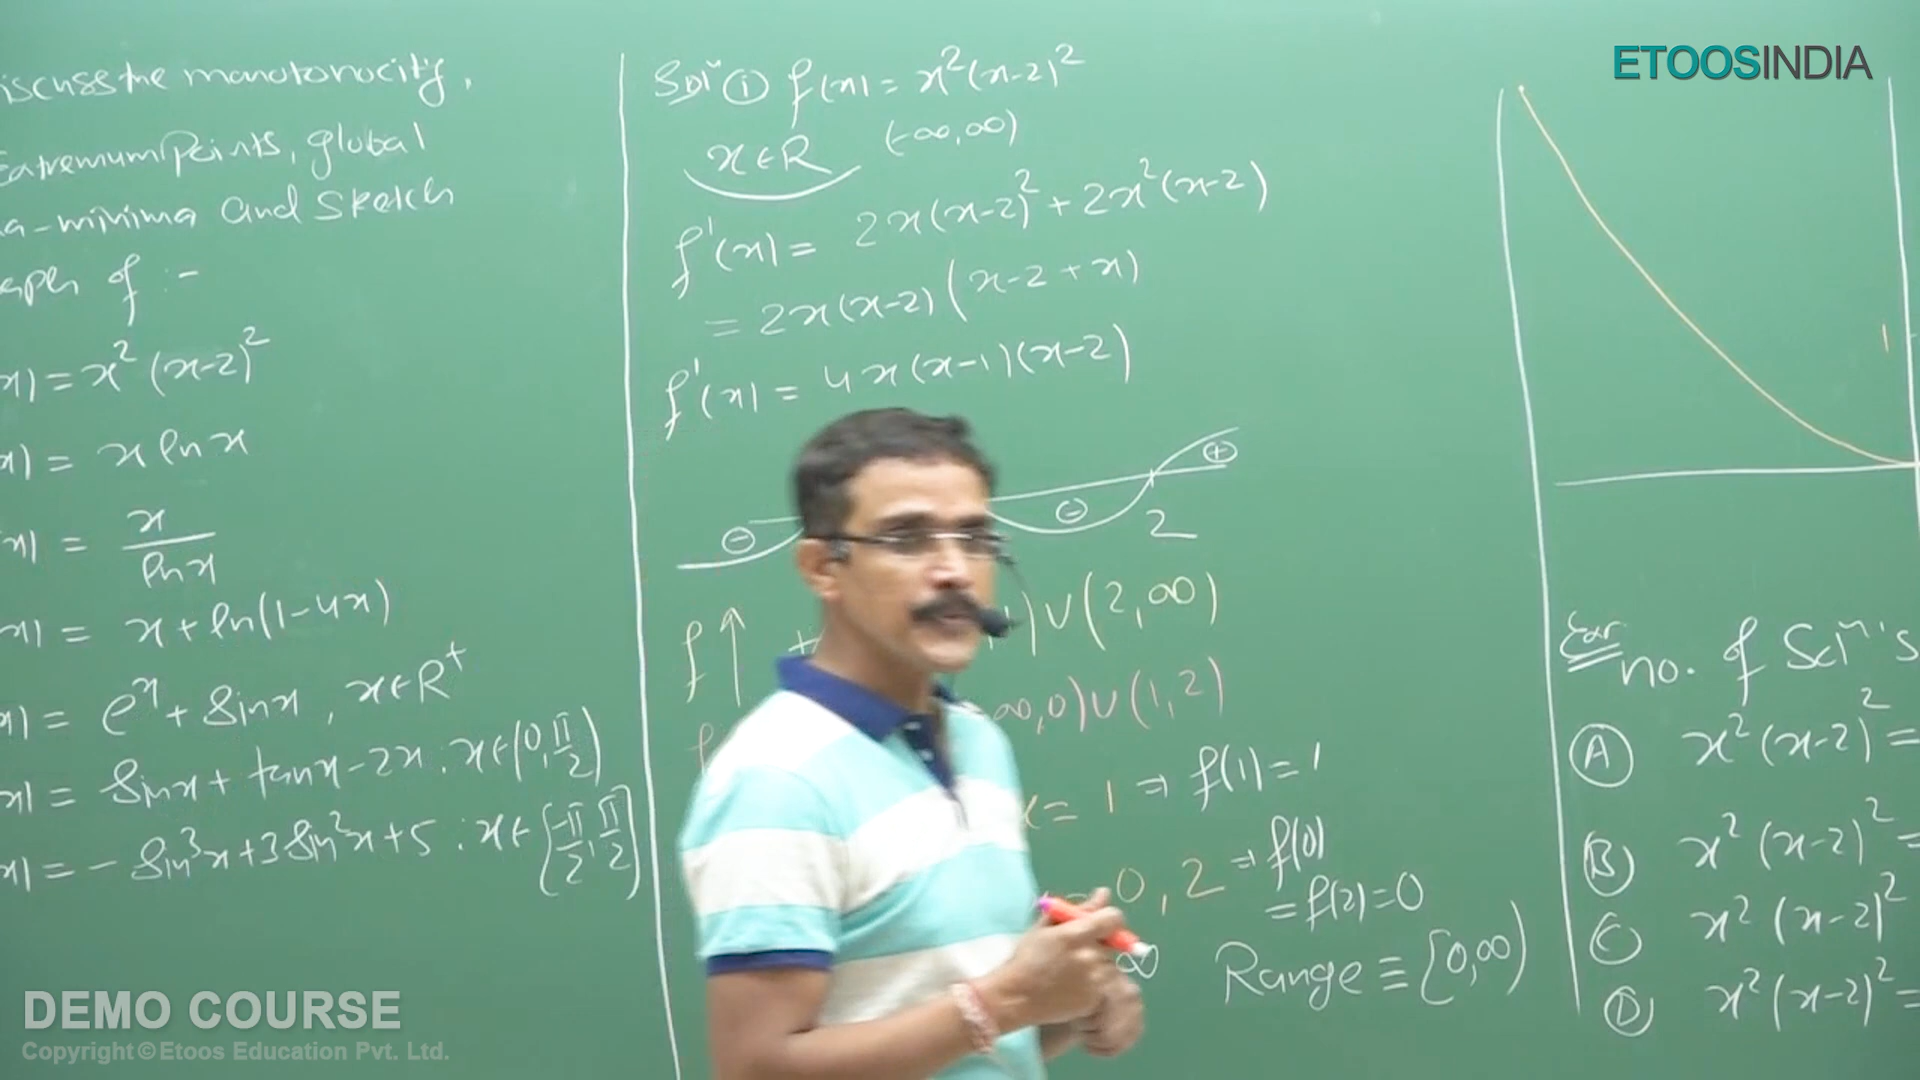 iscuss the monotonocity,
Extremum Points, global
a-minima and sketch
aph of :-
x) = x²(x-2)²
x) = x ln x
x) = x / ln x
x) = x + ln(1-4x)
x) = e^x + sin x , x ∈ R⁺
x) = sin x + tan x - 2x : x ∈ (0, π/2)
x) = - sin³x + 3 sin²x + 5 : x ∈ [-π/2, π/2]
Solⁿ ① f(x) = x²(x-2)²
x ∈ R (-∞,∞)
f'(x) = 2x(x-2)² + 2x²(x-2)
= 2x(x-2)(x-2+x)
f'(x) = 4x(x-1)(x-2)
⊖ ⊖ 2 ⊕
f ↑ ) ∪ (2,∞)
∞,0) ∪ (1,2)
x = 1 ⇒ f(1) = 1
0, 2 ⇒ f(0)
= f(2) = 0
∞ Range ≡ [0,∞)
ETOOSINDIA
1
no. of Solⁿ's
Ⓐ x²(x-2)² =
Ⓑ x²(x-2)² =
Ⓒ x²(x-2)²
Ⓓ x²(x-2)² =
DEMO COURSE
Copyright © Etoos Education Pvt. Ltd.